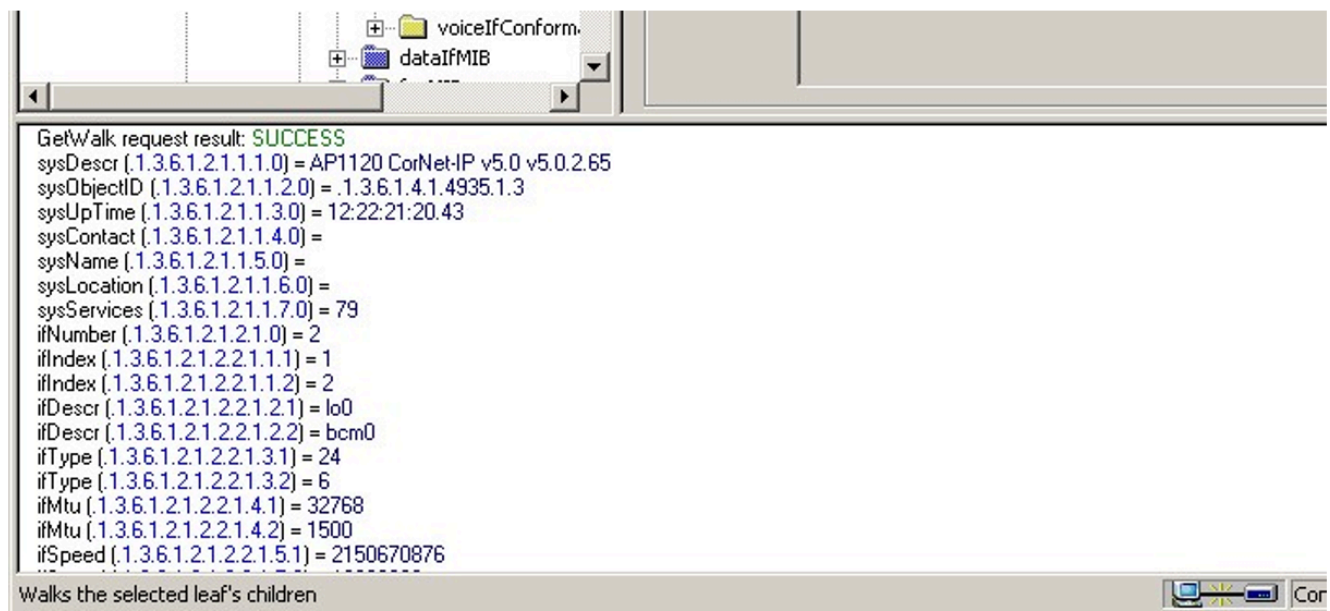 voiceIfConform
dataIfMIB
GetWalk request result: SUCCESS
sysDescr (.1.3.6.1.2.1.1.1.0) = AP1120 CorNet-IP v5.0 v5.0.2.65
sysObjectID (.1.3.6.1.2.1.1.2.0) = .1.3.6.1.4.1.4935.1.3
sysUpTime (.1.3.6.1.2.1.1.3.0) = 12:22:21:20.43
sysContact (.1.3.6.1.2.1.1.4.0) =
sysName (.1.3.6.1.2.1.1.5.0) =
sysLocation (.1.3.6.1.2.1.1.6.0) =
sysServices (.1.3.6.1.2.1.1.7.0) = 79
ifNumber (.1.3.6.1.2.1.2.1.0) = 2
ifIndex (.1.3.6.1.2.1.2.2.1.1.1) = 1
ifIndex (.1.3.6.1.2.1.2.2.1.1.2) = 2
ifDescr (.1.3.6.1.2.1.2.2.1.2.1) = lo0
ifDescr (.1.3.6.1.2.1.2.2.1.2.2) = bcm0
ifType (.1.3.6.1.2.1.2.2.1.3.1) = 24
ifType (.1.3.6.1.2.1.2.2.1.3.2) = 6
ifMtu (.1.3.6.1.2.1.2.2.1.4.1) = 32768
ifMtu (.1.3.6.1.2.1.2.2.1.4.2) = 1500
ifSpeed (.1.3.6.1.2.1.2.2.1.5.1) = 2150670876
Walks the selected leaf's children
Cor